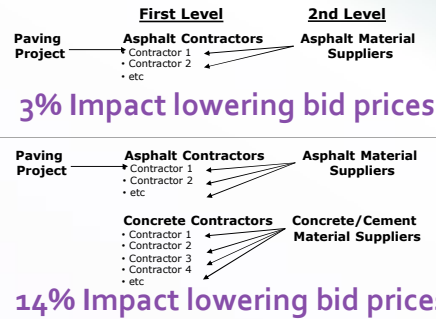 First Level 2nd Level
Paving Project
Asphalt Contractors
• Contractor 1
• Contractor 2
• etc
Asphalt Material
Suppliers
3% Impact lowering bid prices
Paving
Project
Asphalt Contractors
• Contractor 1
• Contractor 2
• etc
Asphalt Material
Suppliers
Concrete Contractors
• Contractor 1
• Contractor 2
• Contractor 3
• Contractor 4
• etc
Concrete/Cement
Material Suppliers
14% Impact lowering bid prices